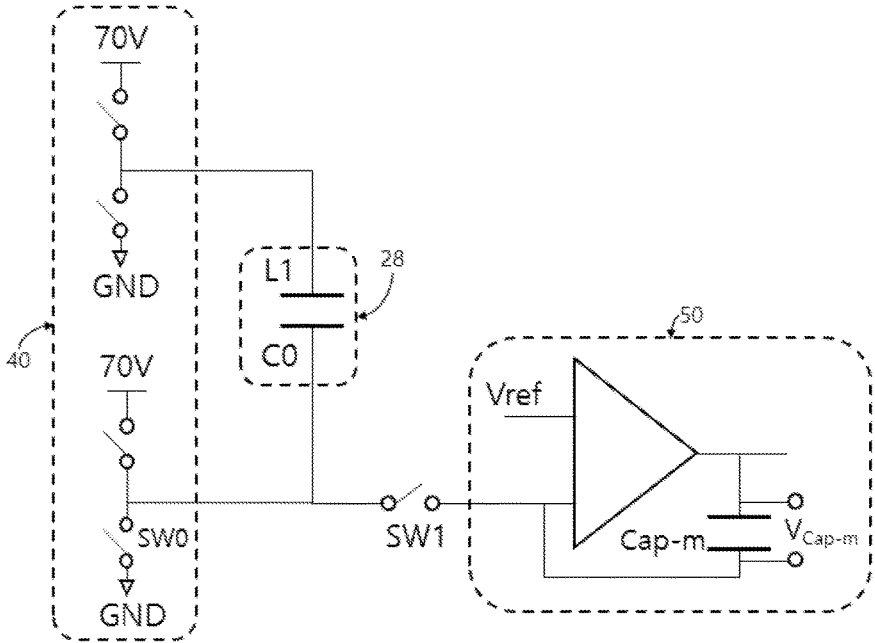 70V
GND
L1
28
C0
40
70V
SW0
GND
SW1
50
Vref
Cap-m
VCap-m